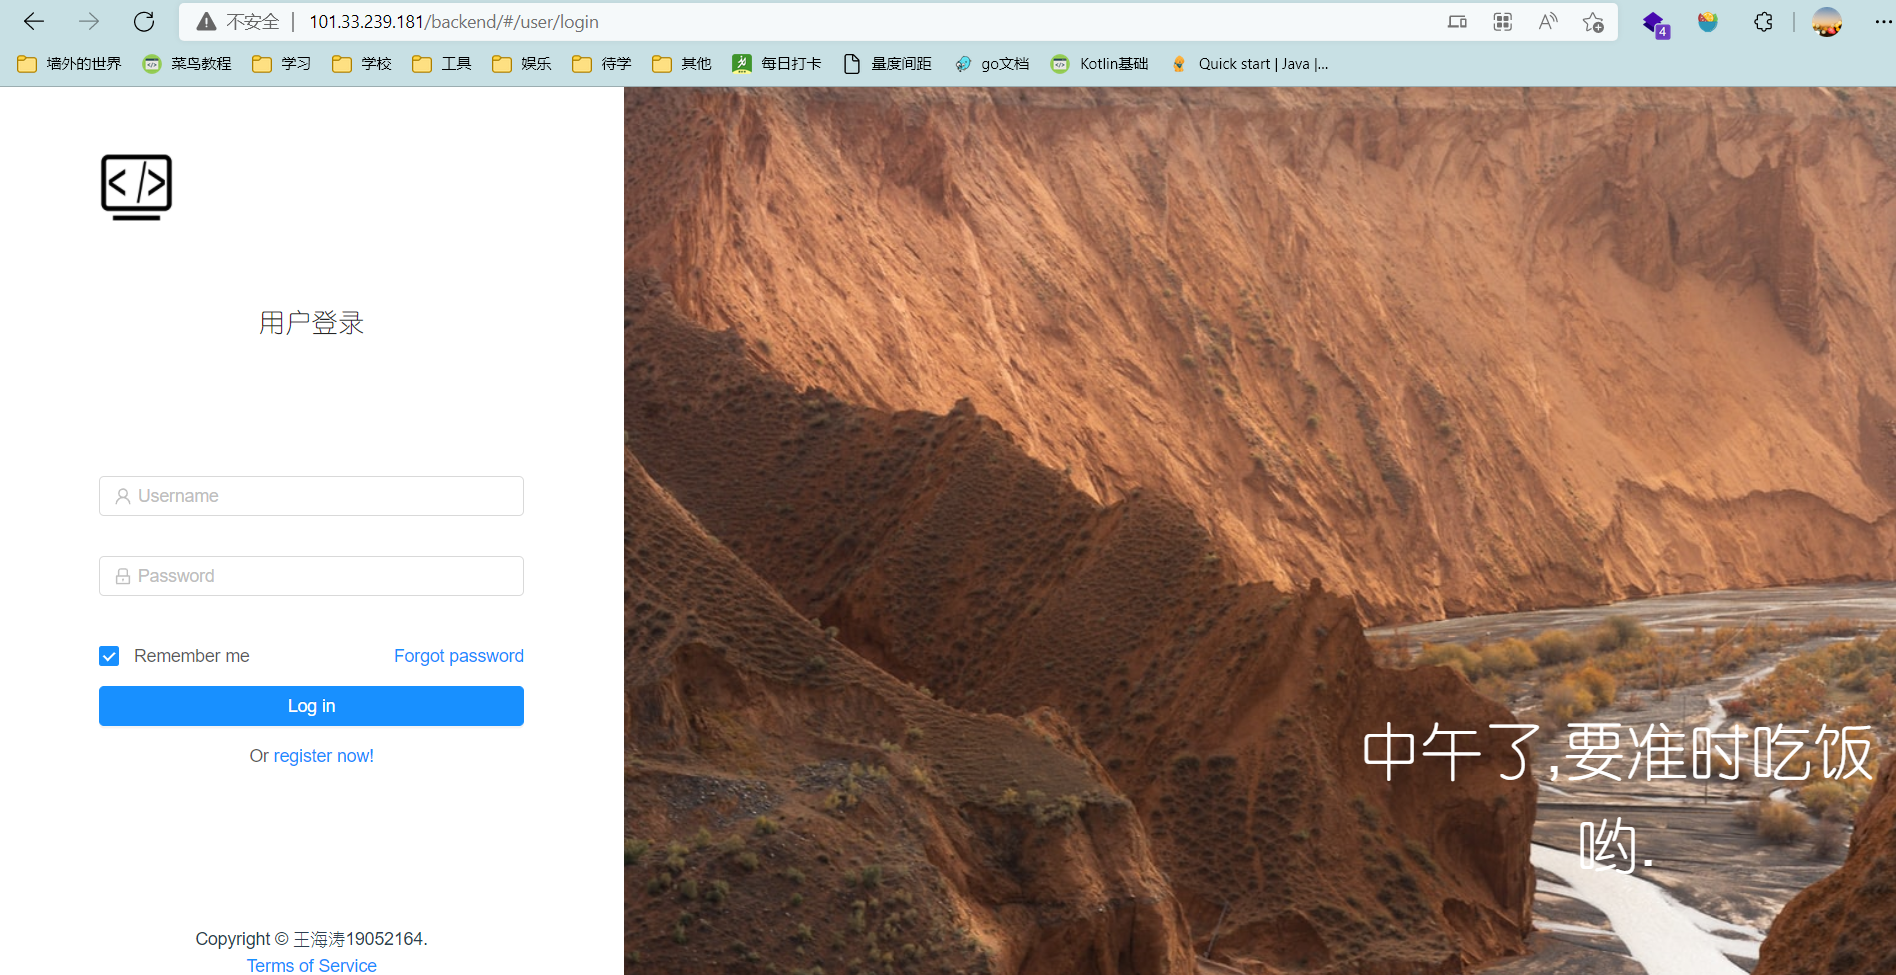 不安全 | 101.33.239.181/backend/#/user/login
4
墙外的世界 菜鸟教程 学习 学校 工具 娱乐 待学 其他 每日打卡 量度间距 go文档 Kotlin基础 Quick start | Java |...
</>
用户登录
Username
Password
Remember me Forgot password
Log in
Or register now!
中午了,要准时吃饭
哟.
Copyright © 王海涛19052164.
Terms of Service